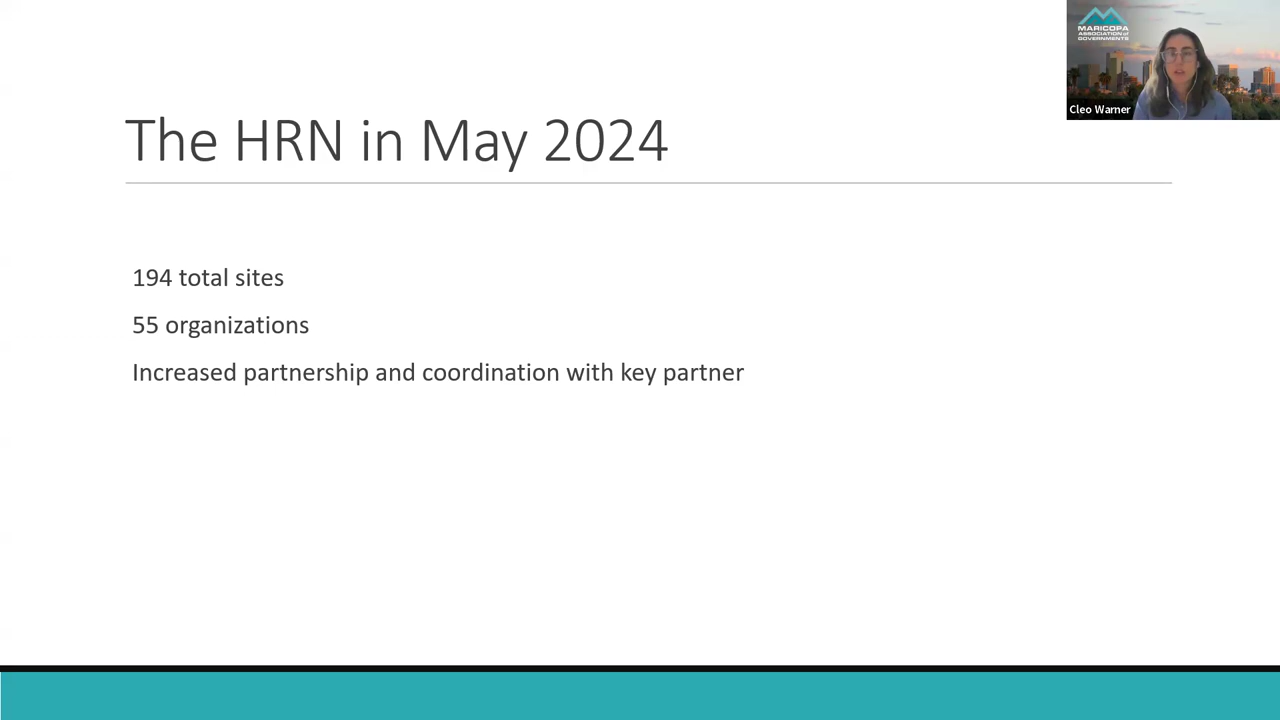 MARICOPA
ASSOCIATION of
GOVERNMENTS
Cleo Warner
The HRN in May 2024
194 total sites
55 organizations
Increased partnership and coordination with key partner